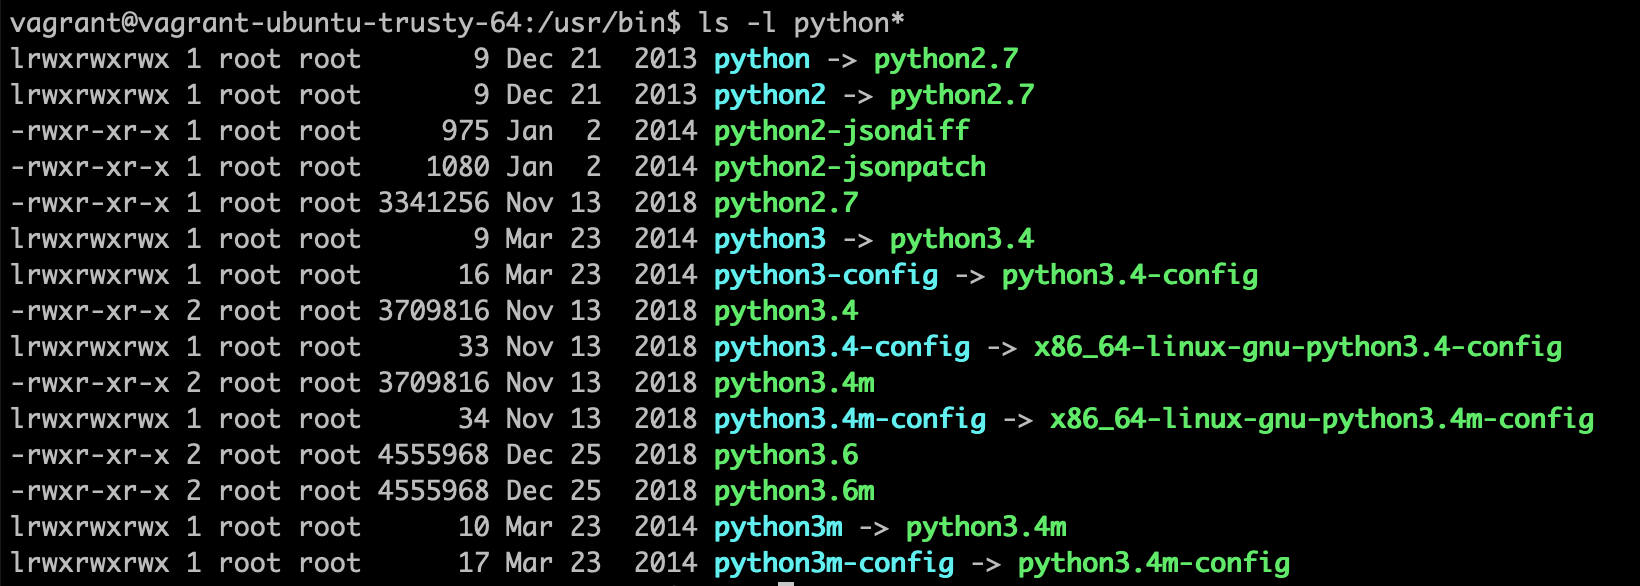 vagrant@vagrant-ubuntu-trusty-64:/usr/bin$ ls -l python*
lrwxrwxrwx 1 root root       9 Dec 21  2013 python -> python2.7
lrwxrwxrwx 1 root root       9 Dec 21  2013 python2 -> python2.7
-rwxr-xr-x 1 root root     975 Jan  2  2014 python2-jsondiff
-rwxr-xr-x 1 root root    1080 Jan  2  2014 python2-jsonpatch
-rwxr-xr-x 1 root root 3341256 Nov 13  2018 python2.7
lrwxrwxrwx 1 root root       9 Mar 23  2014 python3 -> python3.4
lrwxrwxrwx 1 root root      16 Mar 23  2014 python3-config -> python3.4-config
-rwxr-xr-x 2 root root 3709816 Nov 13  2018 python3.4
lrwxrwxrwx 1 root root      33 Nov 13  2018 python3.4-config -> x86_64-linux-gnu-python3.4-config
-rwxr-xr-x 2 root root 3709816 Nov 13  2018 python3.4m
lrwxrwxrwx 1 root root      34 Nov 13  2018 python3.4m-config -> x86_64-linux-gnu-python3.4m-config
-rwxr-xr-x 2 root root 4555968 Dec 25  2018 python3.6
-rwxr-xr-x 2 root root 4555968 Dec 25  2018 python3.6m
lrwxrwxrwx 1 root root      10 Mar 23  2014 python3m -> python3.4m
lrwxrwxrwx 1 root root      17 Mar 23  2014 python3m-config -> python3.4m-config